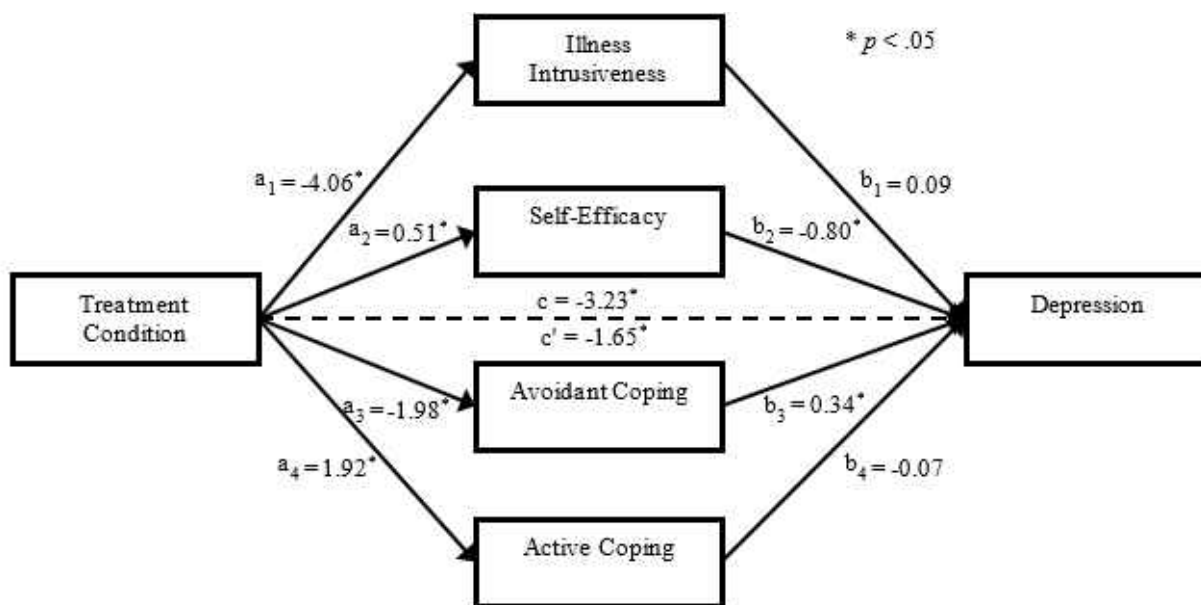 Illness
Intrusiveness
* p < .05
a1 = -4.06*
b1 = 0.09
Self-Efficacy
a2 = 0.51*
b2 = -0.80*
Treatment
Condition
c = -3.23*
c' = -1.65*
Depression
Avoidant Coping
a3 = -1.98*
b3 = 0.34*
a4 = 1.92*
b4 = -0.07
Active Coping